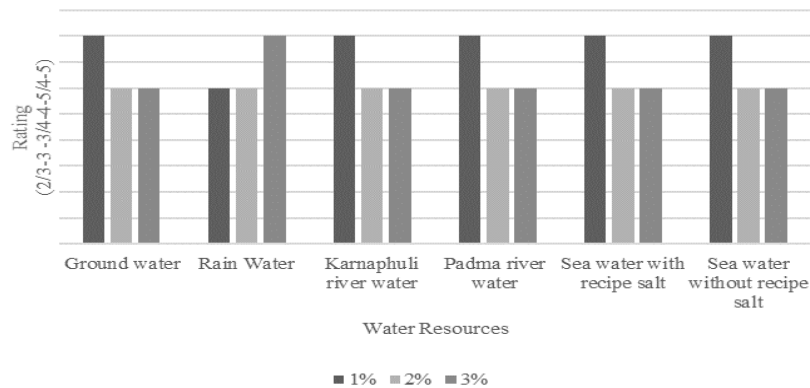 Rating
(2/3-3 -3/4-4-5/4-5)
Ground water
Rain Water
Karnaphuli
river water
Padma river
water
Sea water with
recipe salt
Sea water
without recipe
salt
Water Resources
1% 2% 3%